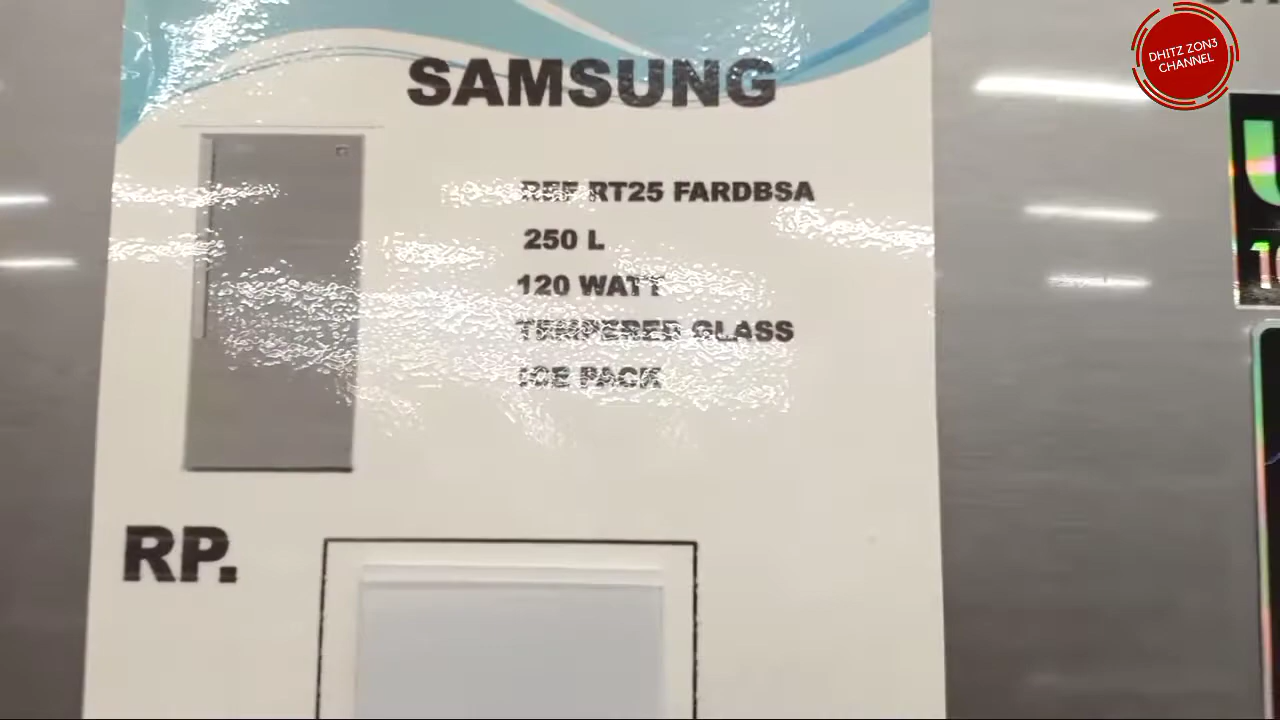 SAMSUNG
REF RT25 FARDBSA
250 L
120 WATT
TEMPERED GLASS
ICE PACK
RP.
DHITZ ZON3
CHANNEL